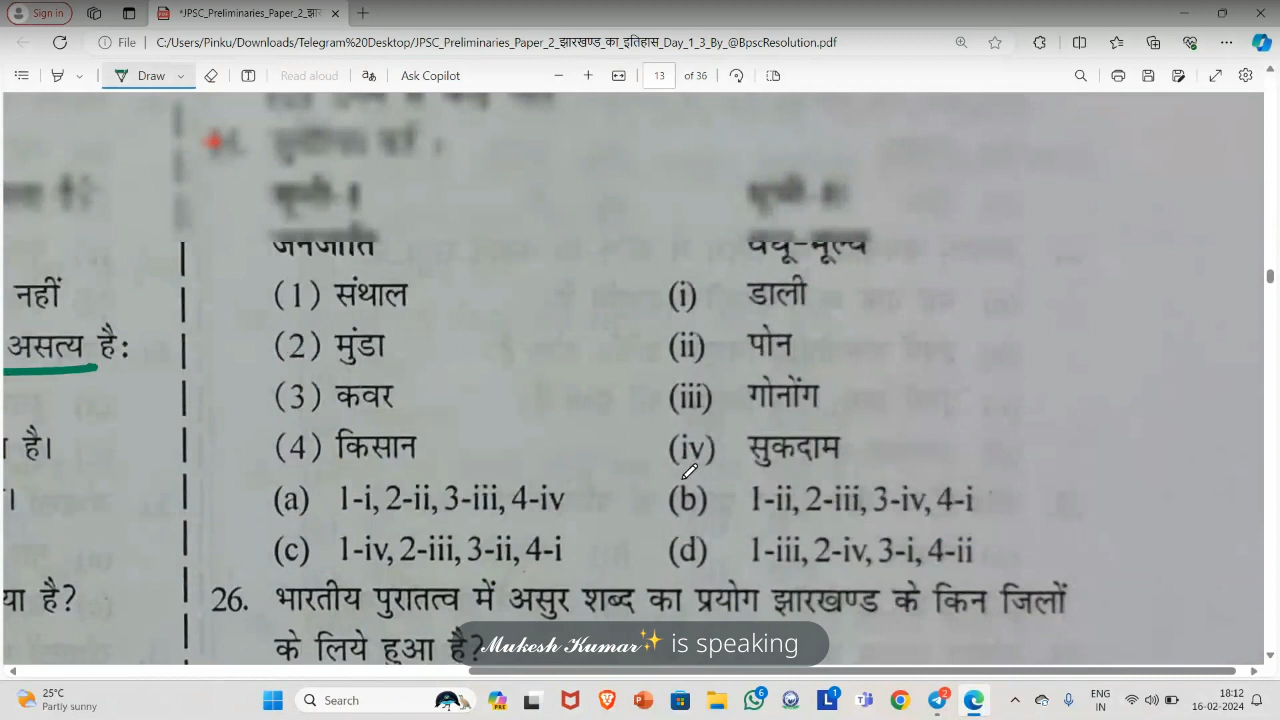 Sign in
*JPSC_Preliminaries_Paper_2_झार
File
C:/Users/Pinku/Downloads/Telegram%20Desktop/JPSC_Preliminaries_Paper_2_झारखण्ड_का_इतिहास_Day_1_3_By_@BpscResolution.pdf
Draw
Read aloud
Ask Copilot
13 of 36
सूची-I
जनजाति वधू-मूल्य
नहीं (1) संथाल (i) डाली
असत्य है: (2) मुंडा (ii) पोन
(3) कवर (iii) गोनोंग
है। (4) किसान (iv) सुकदाम
(a) 1-i, 2-ii, 3-iii, 4-iv (b) 1-ii, 2-iii, 3-iv, 4-i
(c) 1-iv, 2-iii, 3-ii, 4-i (d) 1-iii, 2-iv, 3-i, 4-ii
या है? 26. भारतीय पुरातत्व में असुर शब्द का प्रयोग झारखण्ड के किन जिलों
के लिये हुआ है?
Mukesh Kumar✨ is speaking
25°C
Partly sunny
Search
ENG
IN
18:18
16-02-2024